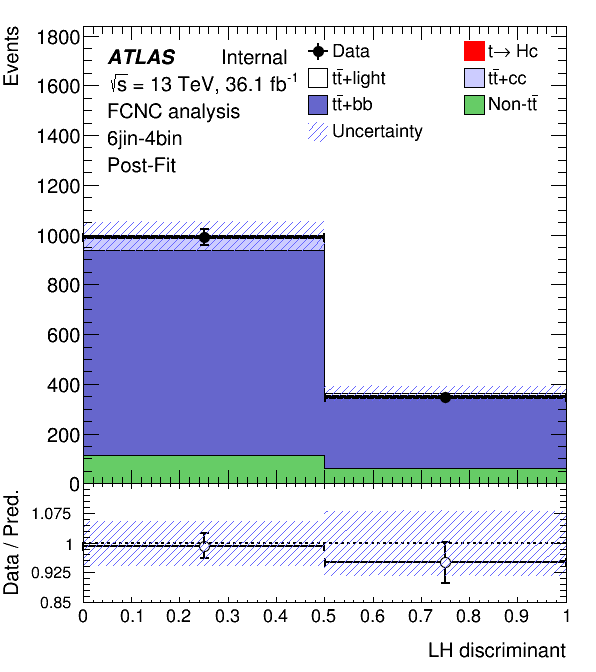 Events
1800
1600
1400
1200
1000
800
600
400
200
0
ATLAS Internal
√s = 13 TeV, 36.1 fb⁻¹
FCNC analysis
6jin-4bin
Post-Fit
Data
t→ Hc
tt̄+light
tt̄+cc
tt̄+bb
Non-tt̄
Uncertainty
Data / Pred.
1.075
1
0.925
0.85
0 0.1 0.2 0.3 0.4 0.5 0.6 0.7 0.8 0.9 1
LH discriminant